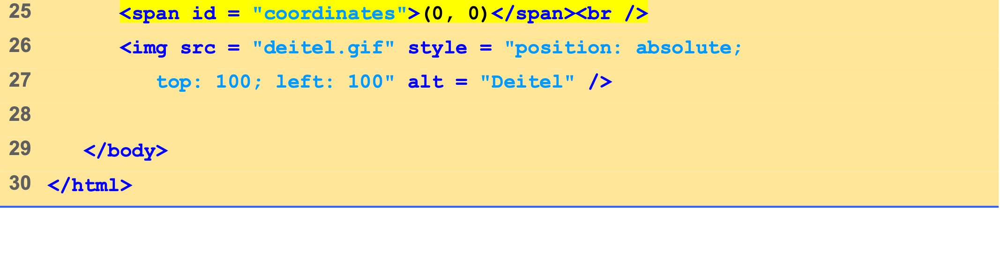 25 <span id = "coordinates">(0, 0)</span><br />
26 <img src = "deitel.gif" style = "position: absolute;
27 top: 100; left: 100" alt = "Deitel" />
28
29 </body>
30 </html>